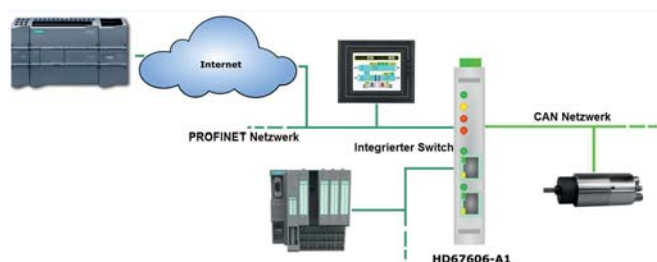 Internet
PROFINET Netzwerk
Integrierter Switch
CAN Netzwerk
HD67606-A1